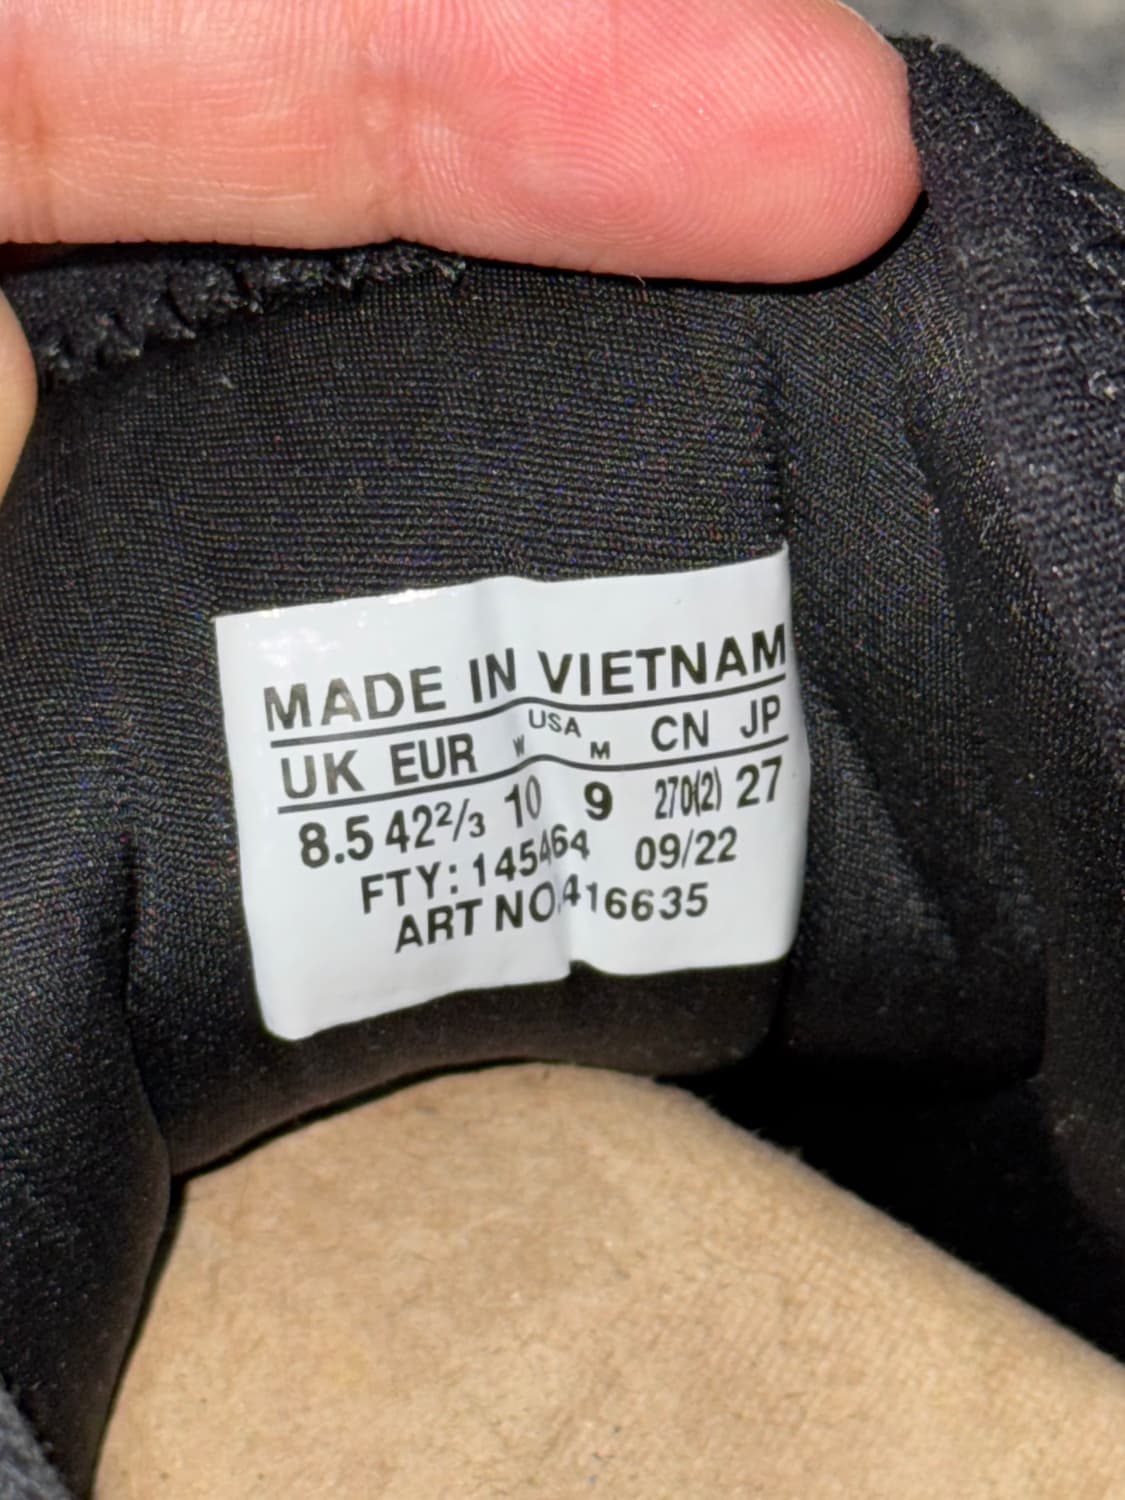 MADE IN VIETNAM
UK EUR W USA M CN JP
8.5 42²/₃ 10 9 270(2) 27
FTY: 145464 09/22
ART NO.416635